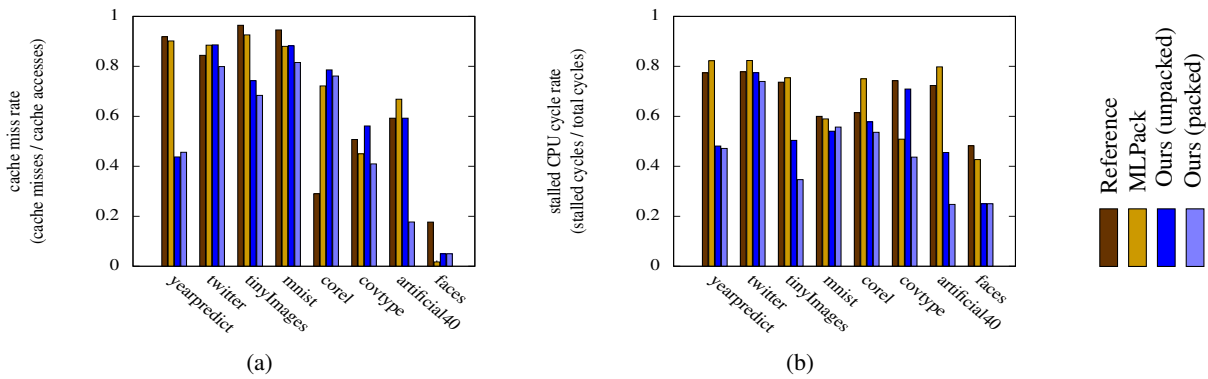 cache miss rate
(cache misses / cache accesses)
1
0.8
0.6
0.4
0.2
0
yearpredict
twitter
tinyImages
mnist
corel
covtype
artificial40
faces
(a)
stalled CPU cycle rate
(stalled cycles / total cycles)
1
0.8
0.6
0.4
0.2
0
yearpredict
twitter
tinyImages
mnist
corel
covtype
artificial40
faces
(b)
Reference
MLPack
Ours (unpacked)
Ours (packed)